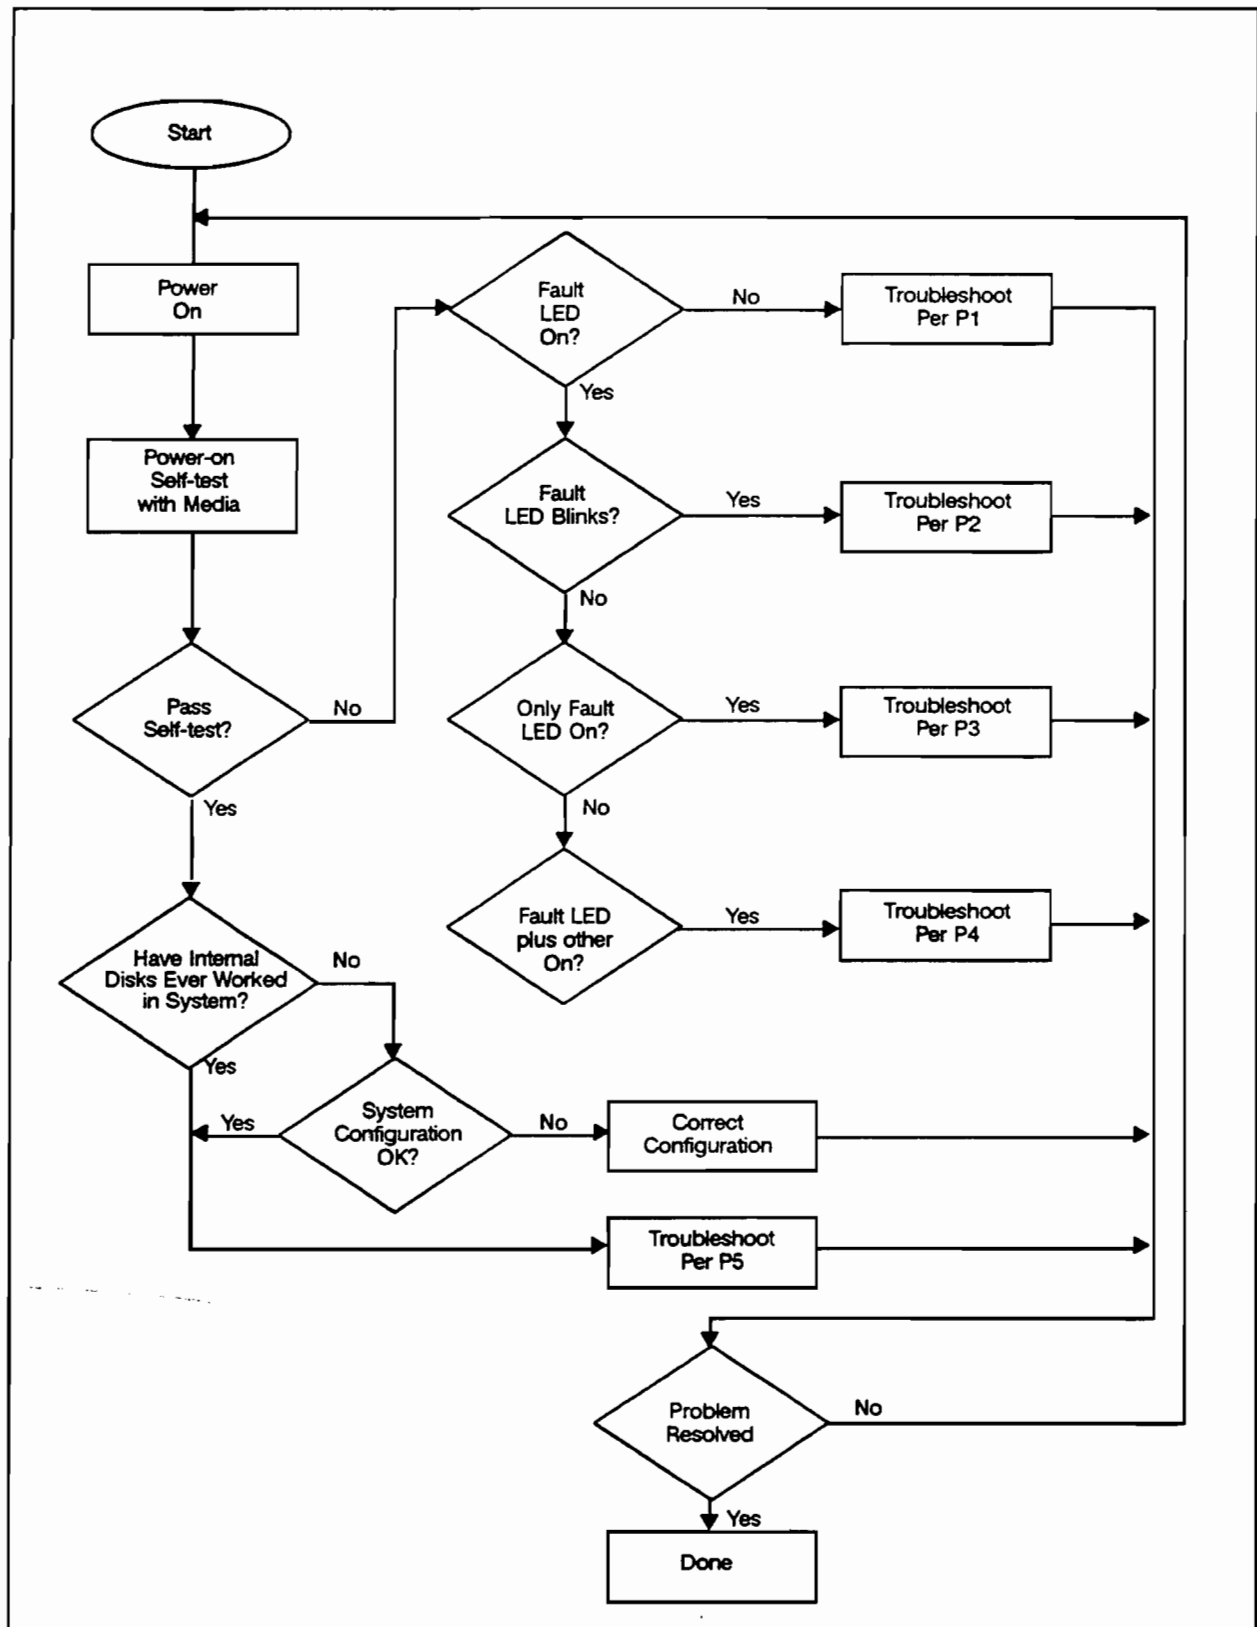 Start
Power
On
Power-on
Self-test
with Media
Pass
Self-test?
No
Yes
Have Internal
Disks Ever Worked
in System?
No
Yes
System
Configuration
OK?
Yes
No
Correct
Configuration
Troubleshoot
Per P5
Fault
LED
On?
No
Troubleshoot
Per P1
Yes
Fault
LED Blinks?
Yes
Troubleshoot
Per P2
No
Only Fault
LED On?
Yes
Troubleshoot
Per P3
No
Fault LED
plus other
On?
Yes
Troubleshoot
Per P4
Problem
Resolved
No
Yes
Done